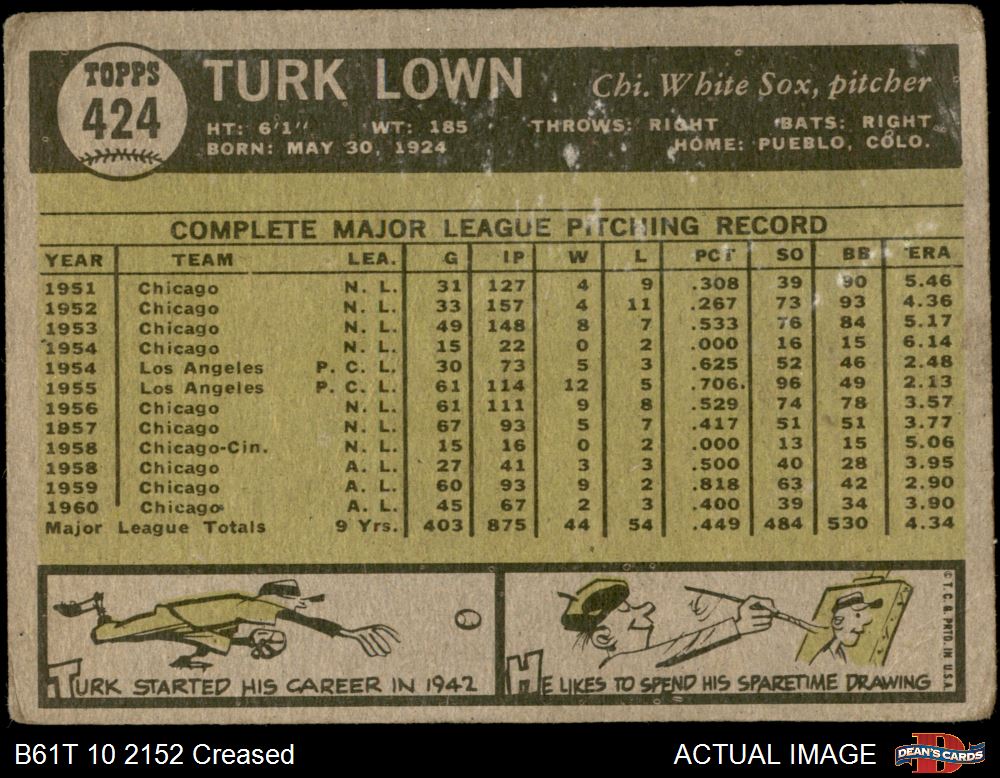 TOPPS
424
TURK LOWN
Chi. White Sox, pitcher
HT: 6'1" WT: 185 THROWS: RIGHT BATS: RIGHT
BORN: MAY 30, 1924 HOME: PUEBLO, COLO.
COMPLETE MAJOR LEAGUE PITCHING RECORD
YEAR TEAM LEA. G IP W L PCT SO BB ERA
1951 Chicago N. L. 31 127 4 9 .308 39 90 5.46
1952 Chicago N. L. 33 157 4 11 .267 73 93 4.36
1953 Chicago N. L. 49 148 8 7 .533 76 84 5.17
1954 Chicago N. L. 15 22 0 2 .000 16 15 6.14
1954 Los Angeles P. C. L. 30 73 5 3 .625 52 46 2.48
1955 Los Angeles P. C. L. 61 114 12 5 .706 96 49 2.13
1956 Chicago N. L. 61 111 9 8 .529 74 78 3.57
1957 Chicago N. L. 67 93 5 7 .417 51 51 3.77
1958 Chicago-Cin. N. L. 15 16 0 2 .000 13 15 5.06
1958 Chicago A. L. 27 41 3 3 .500 40 28 3.95
1959 Chicago A. L. 60 93 9 2 .818 63 42 2.90
1960 Chicago A. L. 45 67 2 3 .400 39 34 3.90
Major League Totals 9 Yrs. 403 875 44 54 .449 484 530 4.34
TURK STARTED HIS CAREER IN 1942
HE LIKES TO SPEND HIS SPARETIME DRAWING
© T. C. G. PRTD. IN U.S.A.
B61T 10 2152 Creased
ACTUAL IMAGE
D
DEAN'S CARDS